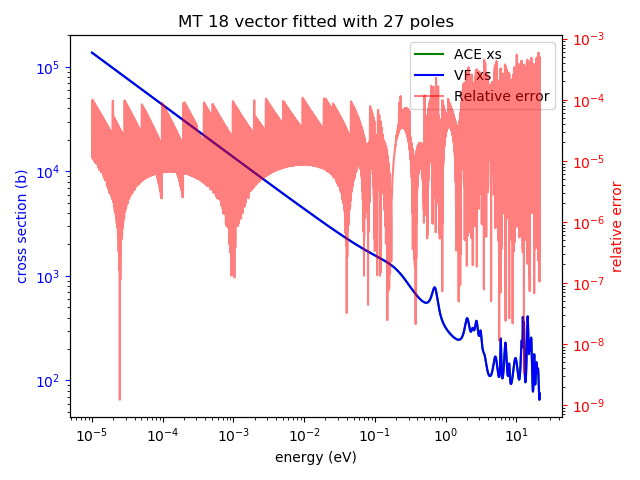 MT 18 vector fitted with 27 poles
ACE xs
VF xs
Relative error
cross section (b)
10^5
10^4
10^3
10^2
10^-3
10^-4
10^-5
10^-6
10^-7
10^-8
10^-9
relative error
10^-5
10^-4
10^-3
10^-2
10^-1
10^0
10^1
energy (eV)